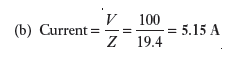 (b) Current = V/Z = 100/19.4 = 5.15 A